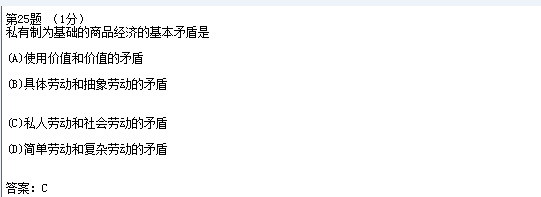 第25题 （1分）
私有制为基础的商品经济的基本矛盾是
(A)使用价值和价值的矛盾
(B)具体劳动和抽象劳动的矛盾
(C)私人劳动和社会劳动的矛盾
(D)简单劳动和复杂劳动的矛盾
答案：C